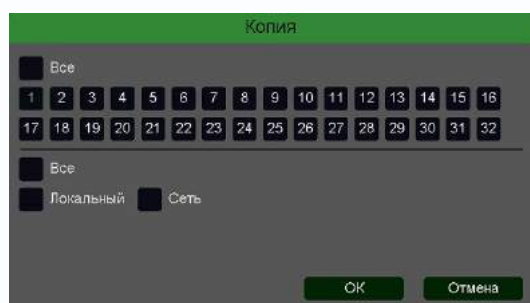 Копия
Все
1 2 3 4 5 6 7 8 9 10 11 12 13 14 15 16
17 18 19 20 21 22 23 24 25 26 27 28 29 30 31 32
Все
Локальный Сеть
OK Отмена